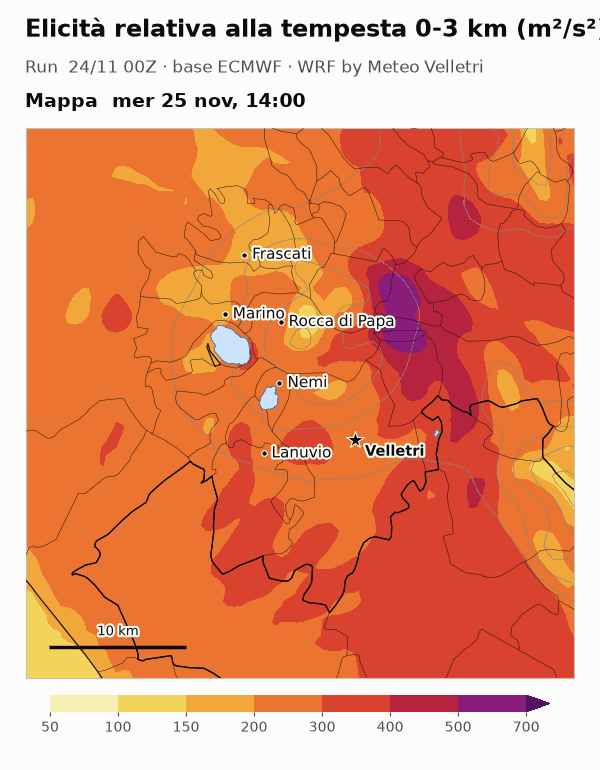 Elicità relativa alla tempesta 0-3 km (m²/s²)
Run  24/11 00Z · base ECMWF · WRF by Meteo Velletri
Mappa  mer 25 nov, 14:00
Frascati
Marino
Rocca di Papa
Nemi
Velletri
Lanuvio
10 km
50 100 150 200 300 400 500 700